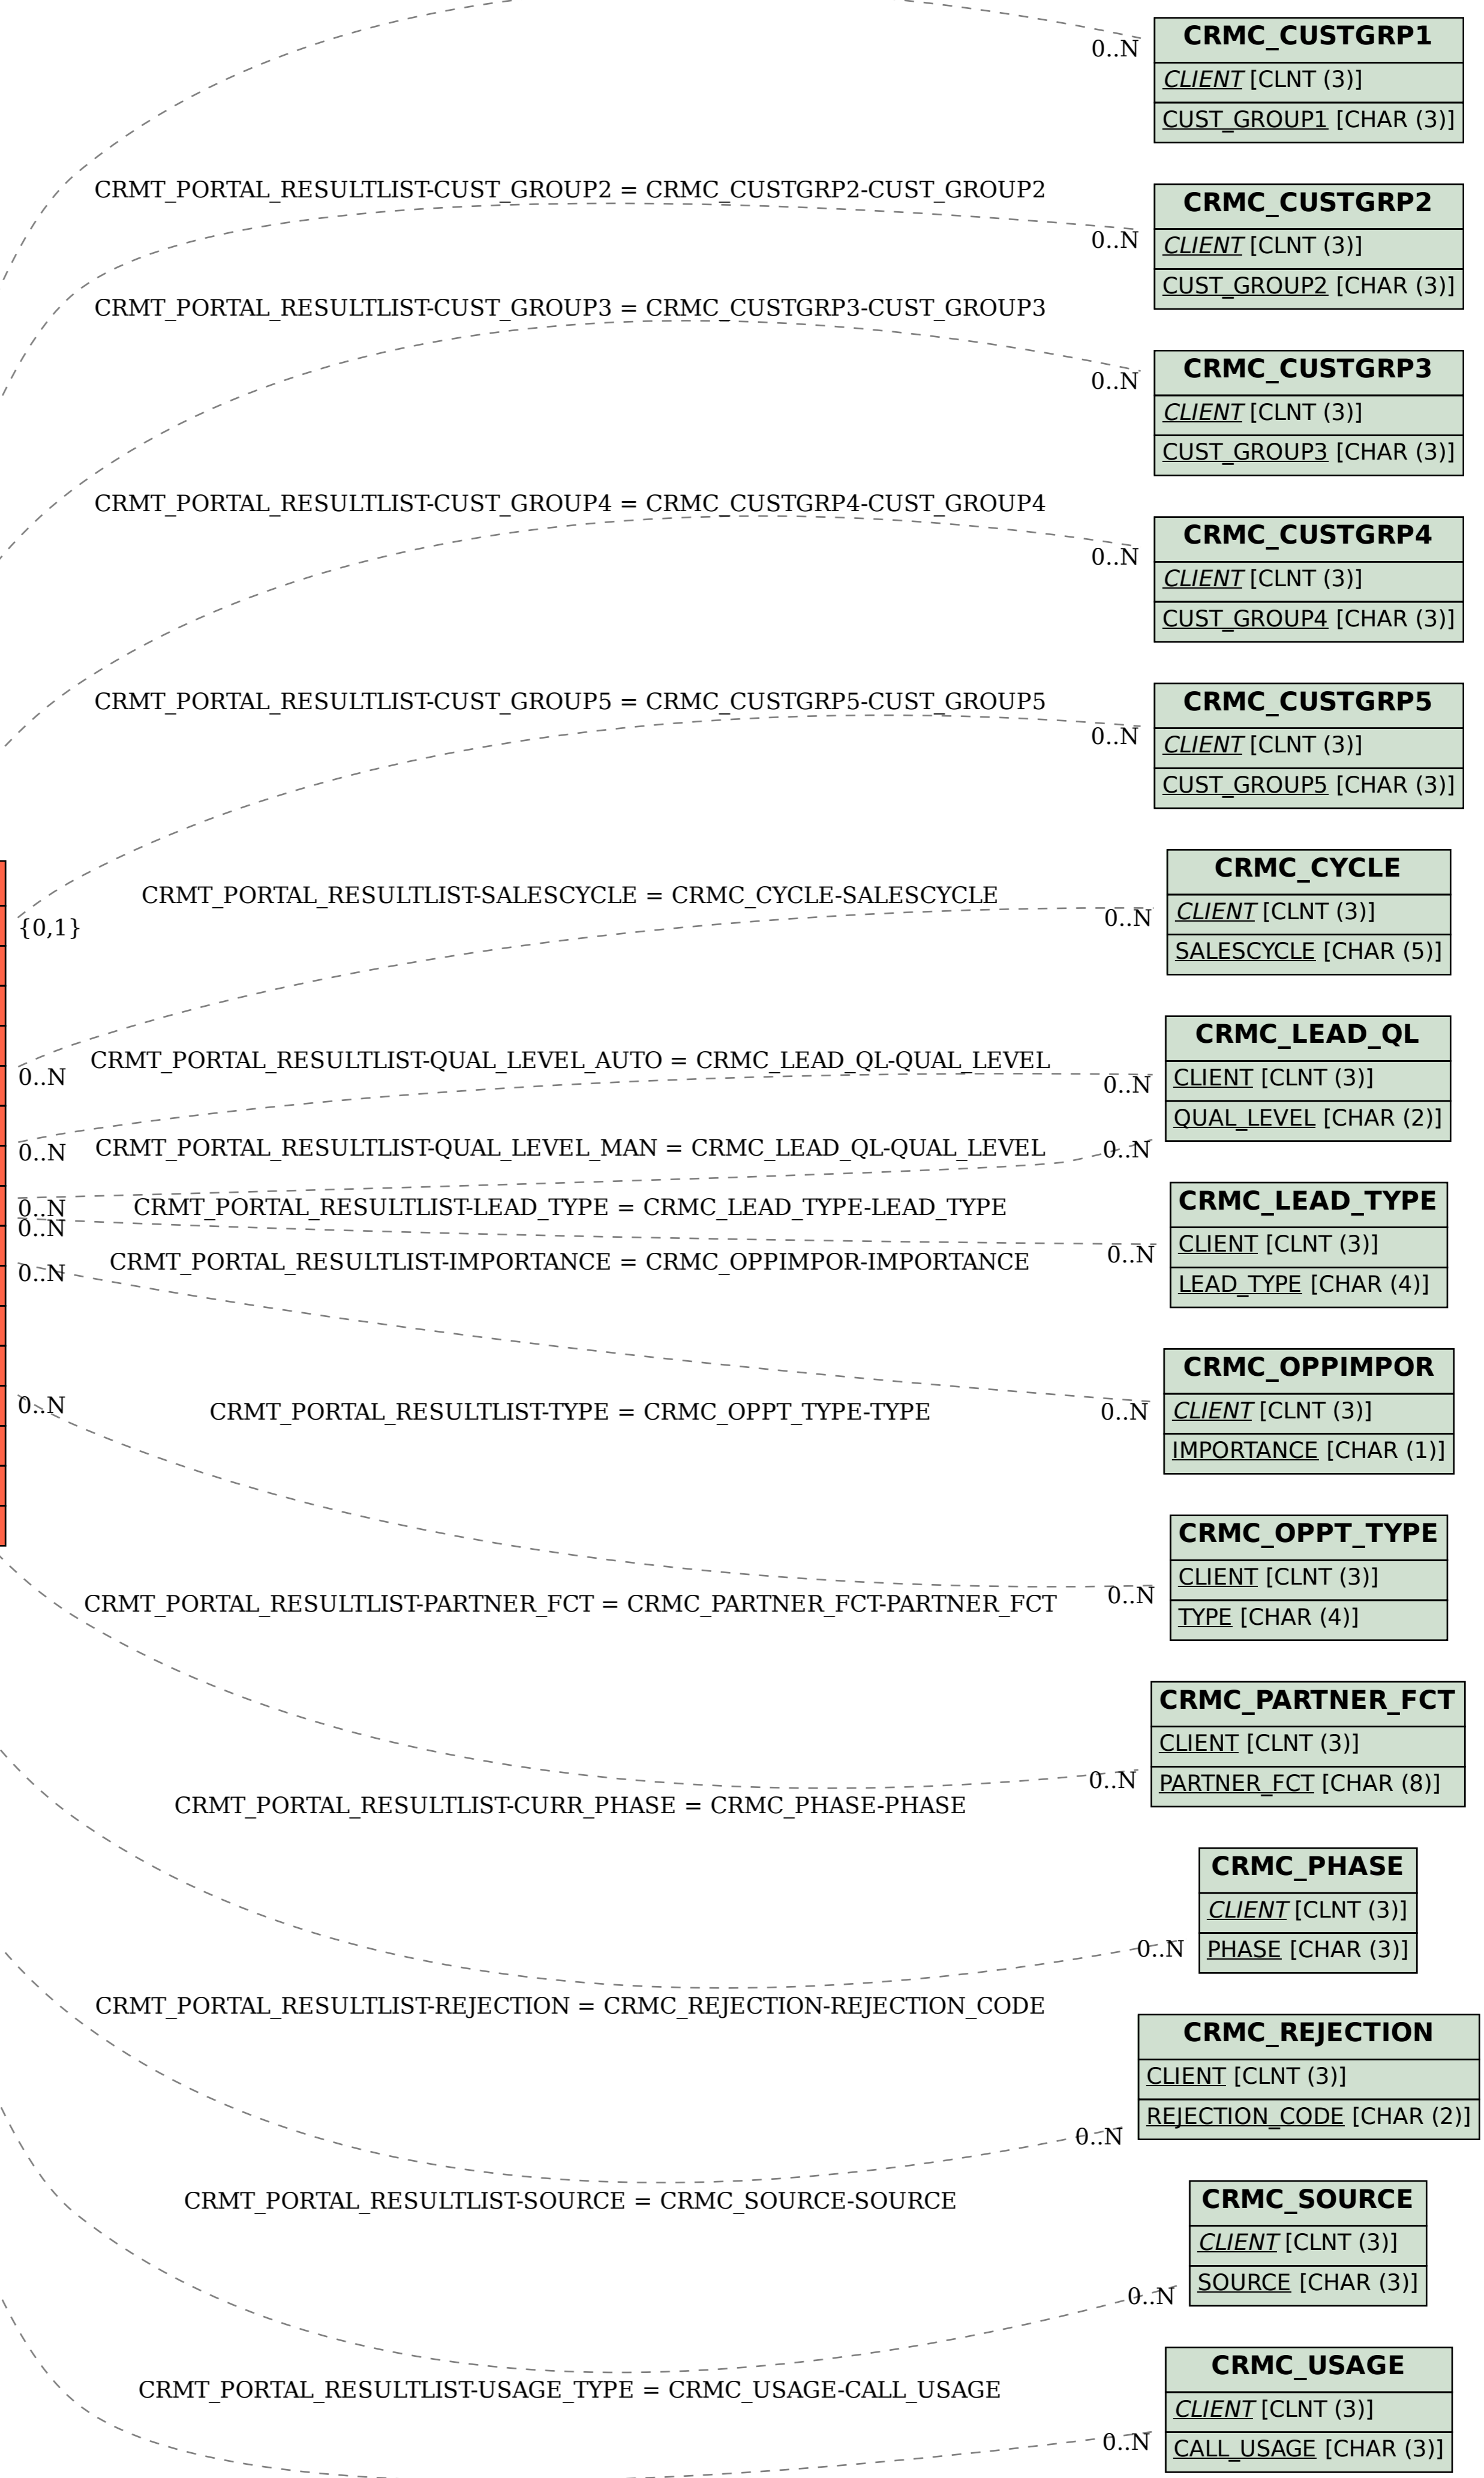 CRMC_CUSTGRP1
0..N
CLIENT [CLNT (3)]
CUST_GROUP1 [CHAR (3)]
CRMT_PORTAL_RESULTLIST-CUST_GROUP2 = CRMC_CUSTGRP2-CUST_GROUP2
CRMC_CUSTGRP2
0..N
CLIENT [CLNT (3)]
CUST_GROUP2 [CHAR (3)]
CRMT_PORTAL_RESULTLIST-CUST_GROUP3 = CRMC_CUSTGRP3-CUST_GROUP3
CRMC_CUSTGRP3
0..N
CLIENT [CLNT (3)]
CUST_GROUP3 [CHAR (3)]
CRMT_PORTAL_RESULTLIST-CUST_GROUP4 = CRMC_CUSTGRP4-CUST_GROUP4
CRMC_CUSTGRP4
0..N
CLIENT [CLNT (3)]
CUST_GROUP4 [CHAR (3)]
CRMT_PORTAL_RESULTLIST-CUST_GROUP5 = CRMC_CUSTGRP5-CUST_GROUP5
CRMC_CUSTGRP5
0..N
CLIENT [CLNT (3)]
CUST_GROUP5 [CHAR (3)]
{0,1}
CRMT_PORTAL_RESULTLIST-SALESCYCLE = CRMC_CYCLE-SALESCYCLE
CRMC_CYCLE
0..N
CLIENT [CLNT (3)]
SALESCYCLE [CHAR (5)]
0..N
CRMT_PORTAL_RESULTLIST-QUAL_LEVEL_AUTO = CRMC_LEAD_QL-QUAL_LEVEL
CRMC_LEAD_QL
0..N
CLIENT [CLNT (3)]
QUAL_LEVEL [CHAR (2)]
0..N
CRMT_PORTAL_RESULTLIST-QUAL_LEVEL_MAN = CRMC_LEAD_QL-QUAL_LEVEL
0..N
0..N
CRMT_PORTAL_RESULTLIST-LEAD_TYPE = CRMC_LEAD_TYPE-LEAD_TYPE
0..N
CRMC_LEAD_TYPE
0..N
CLIENT [CLNT (3)]
LEAD_TYPE [CHAR (4)]
CRMT_PORTAL_RESULTLIST-IMPORTANCE = CRMC_OPPIMPOR-IMPORTANCE
0..N
CRMC_OPPIMPOR
0..N
CLIENT [CLNT (3)]
IMPORTANCE [CHAR (1)]
0..N
CRMT_PORTAL_RESULTLIST-TYPE = CRMC_OPPT_TYPE-TYPE
CRMC_OPPT_TYPE
0..N
CLIENT [CLNT (3)]
TYPE [CHAR (4)]
CRMT_PORTAL_RESULTLIST-PARTNER_FCT = CRMC_PARTNER_FCT-PARTNER_FCT
CRMC_PARTNER_FCT
0..N
CLIENT [CLNT (3)]
PARTNER_FCT [CHAR (8)]
CRMT_PORTAL_RESULTLIST-CURR_PHASE = CRMC_PHASE-PHASE
CRMC_PHASE
0..N
CLIENT [CLNT (3)]
PHASE [CHAR (3)]
CRMT_PORTAL_RESULTLIST-REJECTION = CRMC_REJECTION-REJECTION_CODE
CRMC_REJECTION
0..N
CLIENT [CLNT (3)]
REJECTION_CODE [CHAR (2)]
CRMT_PORTAL_RESULTLIST-SOURCE = CRMC_SOURCE-SOURCE
CRMC_SOURCE
0..N
CLIENT [CLNT (3)]
SOURCE [CHAR (3)]
CRMT_PORTAL_RESULTLIST-USAGE_TYPE = CRMC_USAGE-CALL_USAGE
CRMC_USAGE
0..N
CLIENT [CLNT (3)]
CALL_USAGE [CHAR (3)]